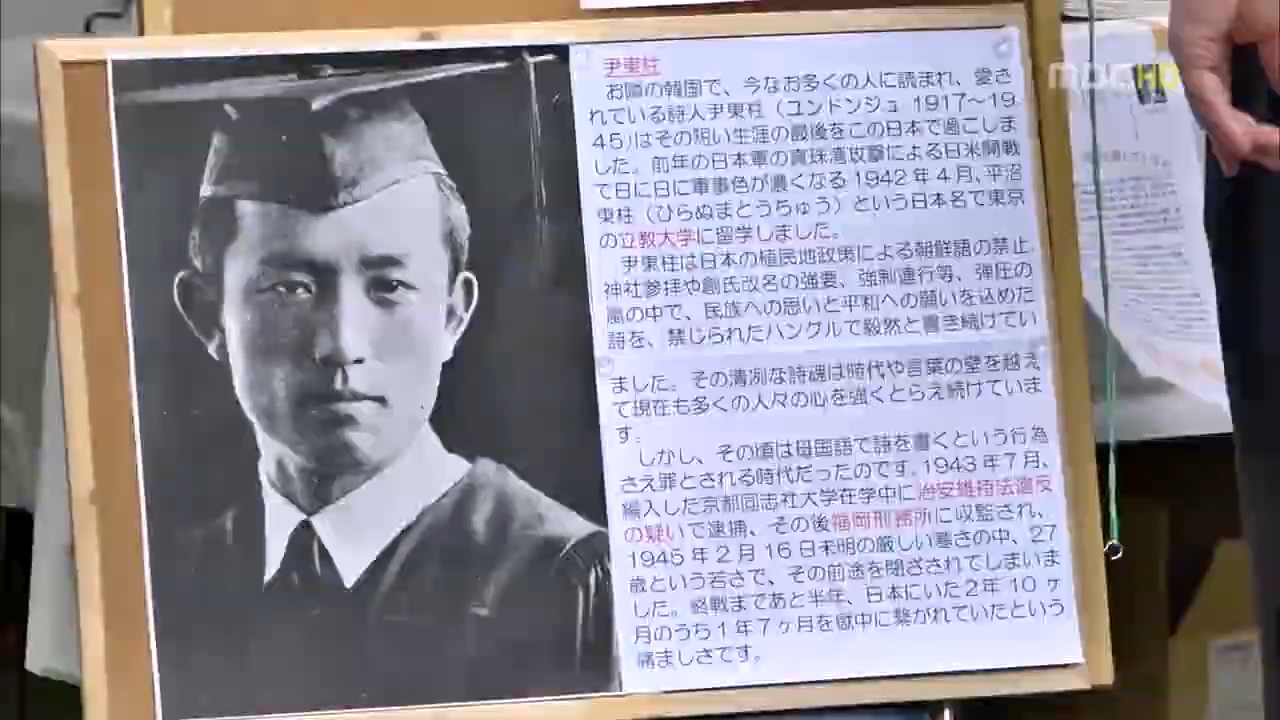 MBC HD
尹東柱
お隣の韓国で、今なお多くの人に読まれ、愛さ
れている詩人尹東柱（ユンドンジュ 1917〜19
45)はその短い生涯の最後をこの日本で過ごしま
した。前年の日本軍の真珠湾攻撃による日米開戦
で日に日に軍事色が濃くなる1942年4月、平沼
東柱（ひらぬまとうちゅう）という日本名で東京
の立教大学に留学しました。
尹東柱は日本の植民地政策による朝鮮語の禁止
神社参拝や創氏改名の強要、強制連行等、弾圧の
嵐の中で、民族への思いと平和への願いを込めた
詩を、禁じられたハングルで毅然と書き続けてい
ました。その清冽な詩魂は時代や言葉の壁を越え
て現在も多くの人々の心を強くとらえ続けていま
す。
しかし、その頃は母国語で詩を書くという行為
さえ罪とされる時代だったのです。1943年7月、
編入した京都同志社大学在学中に治安維持法違反
の疑いで逮捕、その後福岡刑務所に収監され、
1945年2月16日未明の厳しい寒さの中、27
歳という若さで、その前途を閉ざされてしまいま
した。終戦まであと半年、日本にいた2年10ヶ
月のうち1年7ヶ月を獄中に繋がれていたという
痛ましさです。